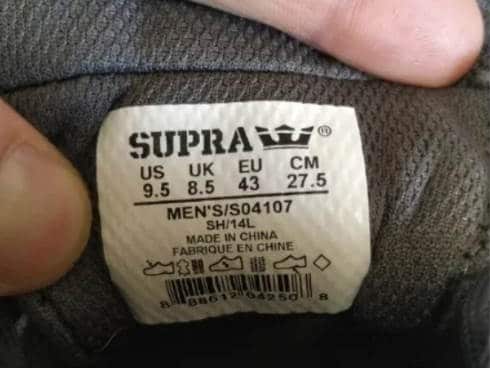 SUPRA ®
US UK EU CM
9.5 8.5 43 27.5
MEN'S/S04107
SH/14L
MADE IN CHINA
FABRIQUE EN CHINE